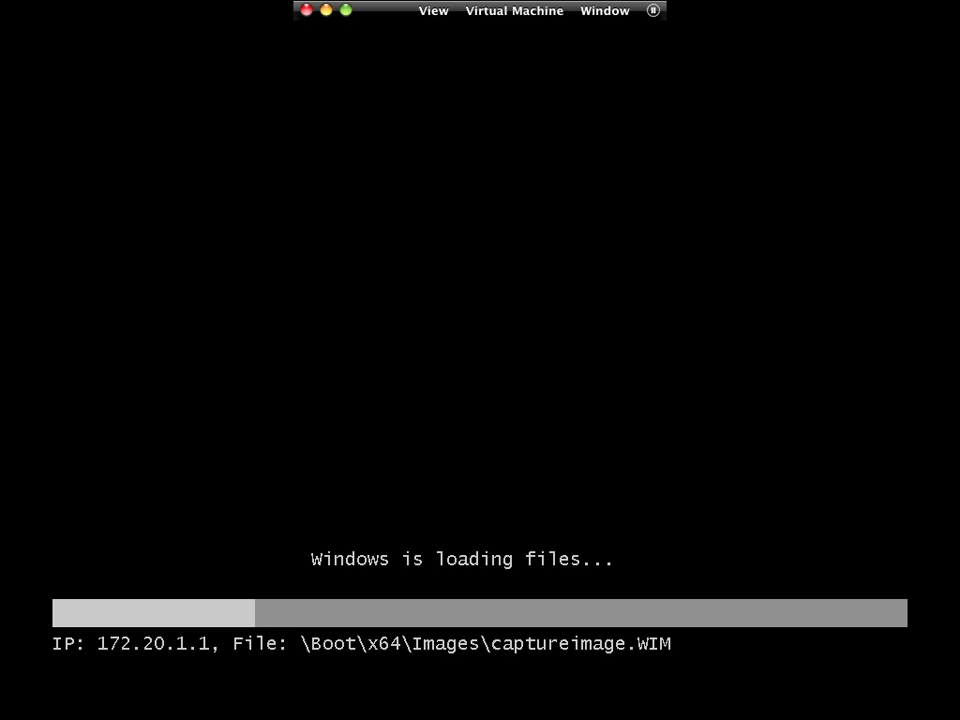 View Virtual Machine Window
Windows is loading files...
IP: 172.20.1.1, File: \Boot\x64\Images\captureimage.WIM